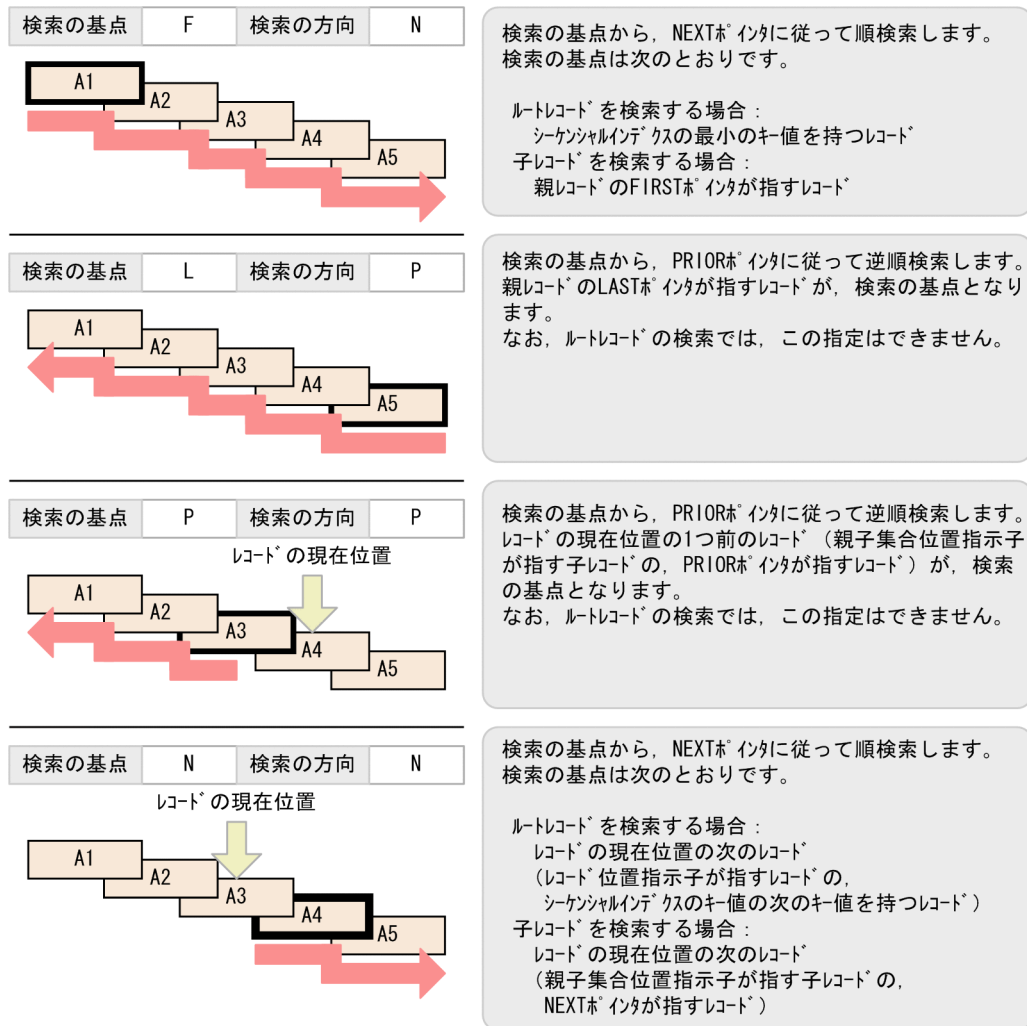 検索の基点 F 検索の方向 N
A1
A2
A3
A4
A5
検索の基点から，NEXTﾎﾟｲﾝﾀに従って順検索します。
検索の基点は次のとおりです。
ﾙｰﾄﾚｺｰﾄﾞを検索する場合：
ｼｰｹﾝｼｬﾙｲﾝﾃﾞｸｽの最小のキー値を持つﾚｺｰﾄﾞ
子ﾚｺｰﾄﾞを検索する場合：
親ﾚｺｰﾄﾞのFIRSTﾎﾟｲﾝﾀが指すﾚｺｰﾄﾞ
検索の基点 L 検索の方向 P
A1
A2
A3
A4
A5
検索の基点から，PRIORﾎﾟｲﾝﾀに従って逆順検索します。
親ﾚｺｰﾄﾞのLASTﾎﾟｲﾝﾀが指すﾚｺｰﾄﾞが，検索の基点となり
ます。
なお，ﾙｰﾄﾚｺｰﾄﾞの検索では，この指定はできません。
検索の基点 P 検索の方向 P
ﾚｺｰﾄﾞの現在位置
A1
A2
A3
A4
A5
検索の基点から，PRIORﾎﾟｲﾝﾀに従って逆順検索します。
ﾚｺｰﾄﾞの現在位置の1つ前のﾚｺｰﾄﾞ（親子集合位置指示子
が指す子ﾚｺｰﾄﾞの，PRIORﾎﾟｲﾝﾀが指すﾚｺｰﾄﾞ）が，検索
の基点となります。
なお，ﾙｰﾄﾚｺｰﾄﾞの検索では，この指定はできません。
検索の基点 N 検索の方向 N
ﾚｺｰﾄﾞの現在位置
A1
A2
A3
A4
A5
検索の基点から，NEXTﾎﾟｲﾝﾀに従って順検索します。
検索の基点は次のとおりです。
ﾙｰﾄﾚｺｰﾄﾞを検索する場合：
ﾚｺｰﾄﾞの現在位置の次のﾚｺｰﾄﾞ
（ﾚｺｰﾄﾞ位置指示子が指すﾚｺｰﾄﾞの，
ｼｰｹﾝｼｬﾙｲﾝﾃﾞｸｽのキー値の次のキー値を持つﾚｺｰﾄﾞ）
子ﾚｺｰﾄﾞを検索する場合：
ﾚｺｰﾄﾞの現在位置の次のﾚｺｰﾄﾞ
（親子集合位置指示子が指す子ﾚｺｰﾄﾞの，
NEXTﾎﾟｲﾝﾀが指すﾚｺｰﾄﾞ）